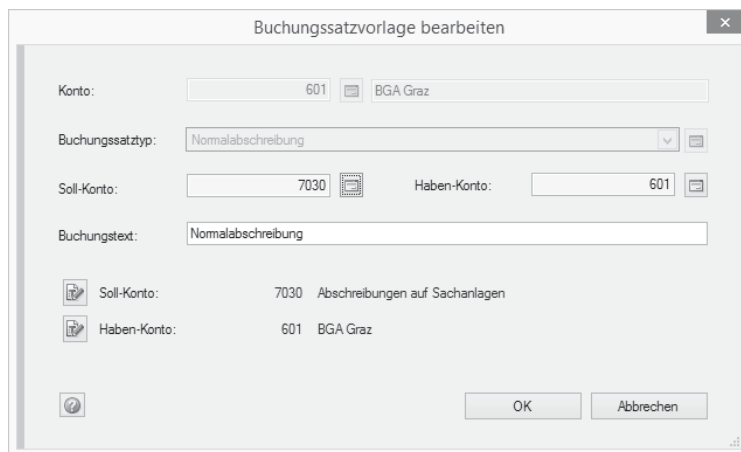 Buchungssatzvorlage bearbeiten
Konto: 601 BGA Graz
Buchungssatztyp: Normalabschreibung
Soll-Konto: 7030 Haben-Konto: 601
Buchungstext: Normalabschreibung
Soll-Konto: 7030 Abschreibungen auf Sachanlagen
Haben-Konto: 601 BGA Graz
OK Abbrechen